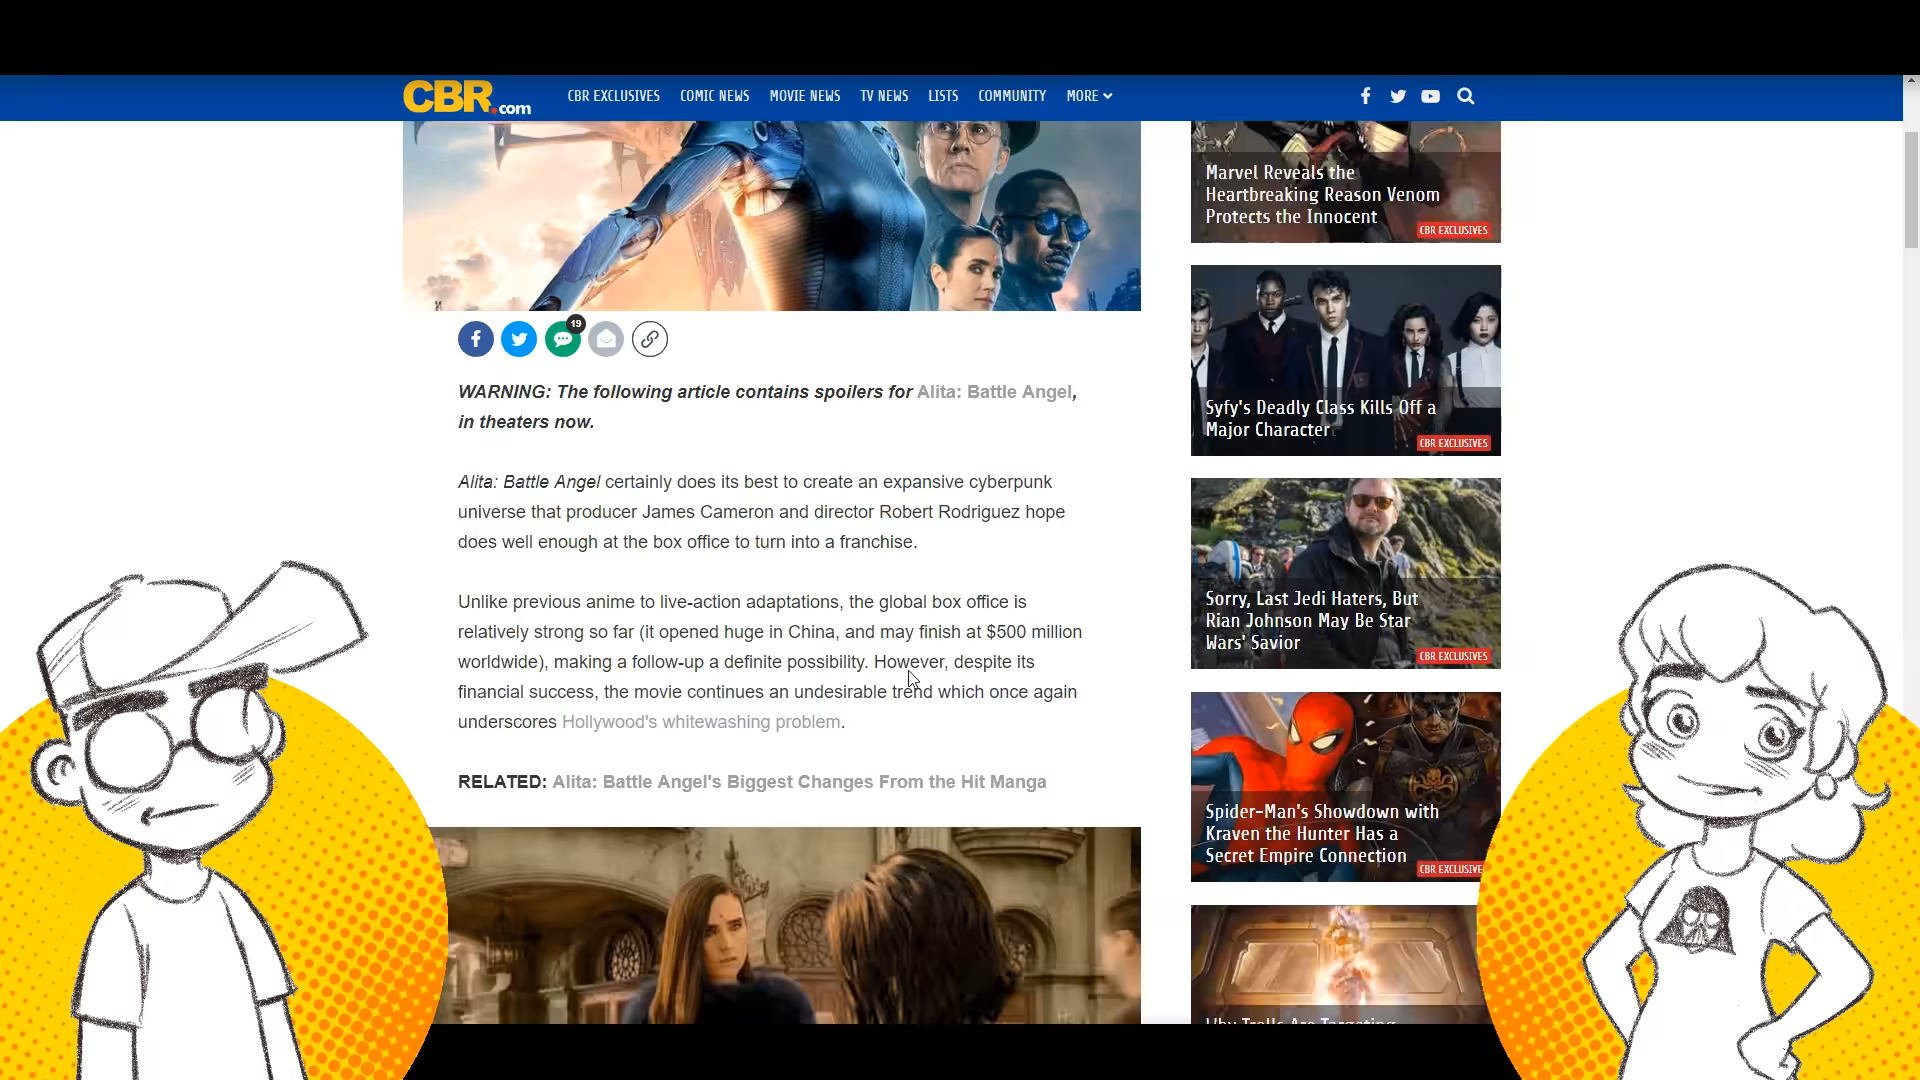 CBR.com
CBR EXCLUSIVES COMIC NEWS MOVIE NEWS TV NEWS LISTS COMMUNITY MORE
19
WARNING: The following article contains spoilers for Alita: Battle Angel,
in theaters now.
Alita: Battle Angel certainly does its best to create an expansive cyberpunk
universe that producer James Cameron and director Robert Rodriguez hope
does well enough at the box office to turn into a franchise.
Unlike previous anime to live-action adaptations, the global box office is
relatively strong so far (it opened huge in China, and may finish at $500 million
worldwide), making a follow-up a definite possibility. However, despite its
financial success, the movie continues an undesirable trend which once again
underscores Hollywood's whitewashing problem.
RELATED: Alita: Battle Angel's Biggest Changes From the Hit Manga
Marvel Reveals the
Heartbreaking Reason Venom
Protects the Innocent
CBR EXCLUSIVES
Syfy's Deadly Class Kills Off a
Major Character
CBR EXCLUSIVES
Sorry, Last Jedi Haters, But
Rian Johnson May Be Star
Wars' Savior
CBR EXCLUSIVES
Spider-Man's Showdown with
Kraven the Hunter Has a
Secret Empire Connection
CBR EXCLUSIVE
Why Trolls Are Targeting